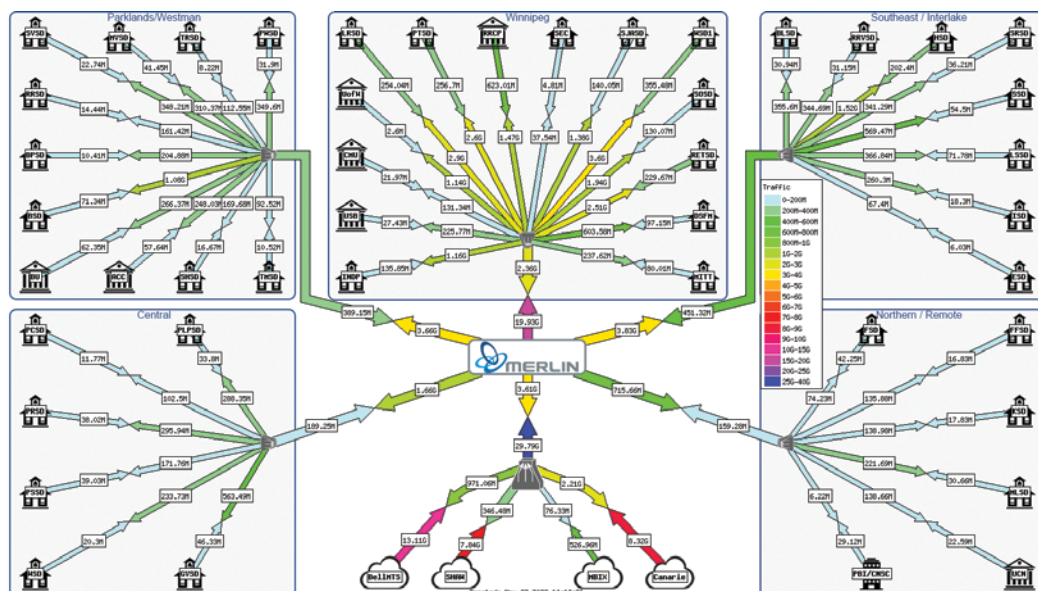 Parklands/Westman
SVSD
MVSD
TRSD
PWSD
22.74M
41.45M
8.22M
31.9M
RRSD
348.21M
310.37M
112.55M
349.6M
14.44M
161.42M
BPSD
10.41M
204.88M
BSD
1.08G
71.34M
266.37M
248.03M
169.68M
92.52M
62.35M
57.64M
16.67M
10.52M
BU
ACC
TMSD
Winnipeg
LRSD
PTSD
RRCP
SEC
SJASD
WSD1
254.04M
256.7M
623.01M
4.81M
140.05M
355.48M
UofW
SOSD
2.6M
2.9G
2.6G
1.47G
37.54M
1.38G
3.6G
130.07M
CMU
RETSD
21.97M
1.14G
1.94G
229.67M
131.34M
2.51G
USB
DSFM
27.43M
225.77M
603.58M
97.15M
INDP
135.85M
1.16G
237.62M
80.01M
MITT
2.36G
19.93G
Southeast / Interlake
BLSD
RRVSD
HSD
SRSD
30.94M
31.15M
202.4M
36.21M
355.6M
344.69M
1.52G
341.29M
SSD
569.47M
54.5M
LSSD
366.84M
71.78M
260.3M
ISD
67.4M
18.3M
ESD
6.03M
Traffic
0-200M
200M-400M
400M-600M
600M-800M
800M-1G
1G-2G
2G-3G
3G-4G
4G-5G
5G-6G
6G-7G
7G-8G
8G-9G
9G-10G
10G-15G
15G-20G
20G-25G
25G-40G
389.15M
3.66G
3.83G
451.32M
MERLIN
1.66G
189.25M
715.66M
159.28M
3.61G
29.79G
971.06M
346.48M
76.33M
2.21G
13.11G
7.84G
526.96M
8.32G
BellMTS
SHAW
MBIX
Canarie
Central
PCSD
PLPSD
11.77M
33.8M
PRSD
102.5M
288.35M
38.02M
295.94M
PSSD
39.03M
171.76M
233.73M
563.49M
20.3M
46.33M
WSD
GVSD
Northern / Remote
FSD
FFSD
42.25M
16.83M
74.23M
135.88M
KSD
138.98M
17.83M
221.69M
MLSD
6.22M
138.66M
30.66M
29.12M
22.59M
FBI/CMSC
UCN